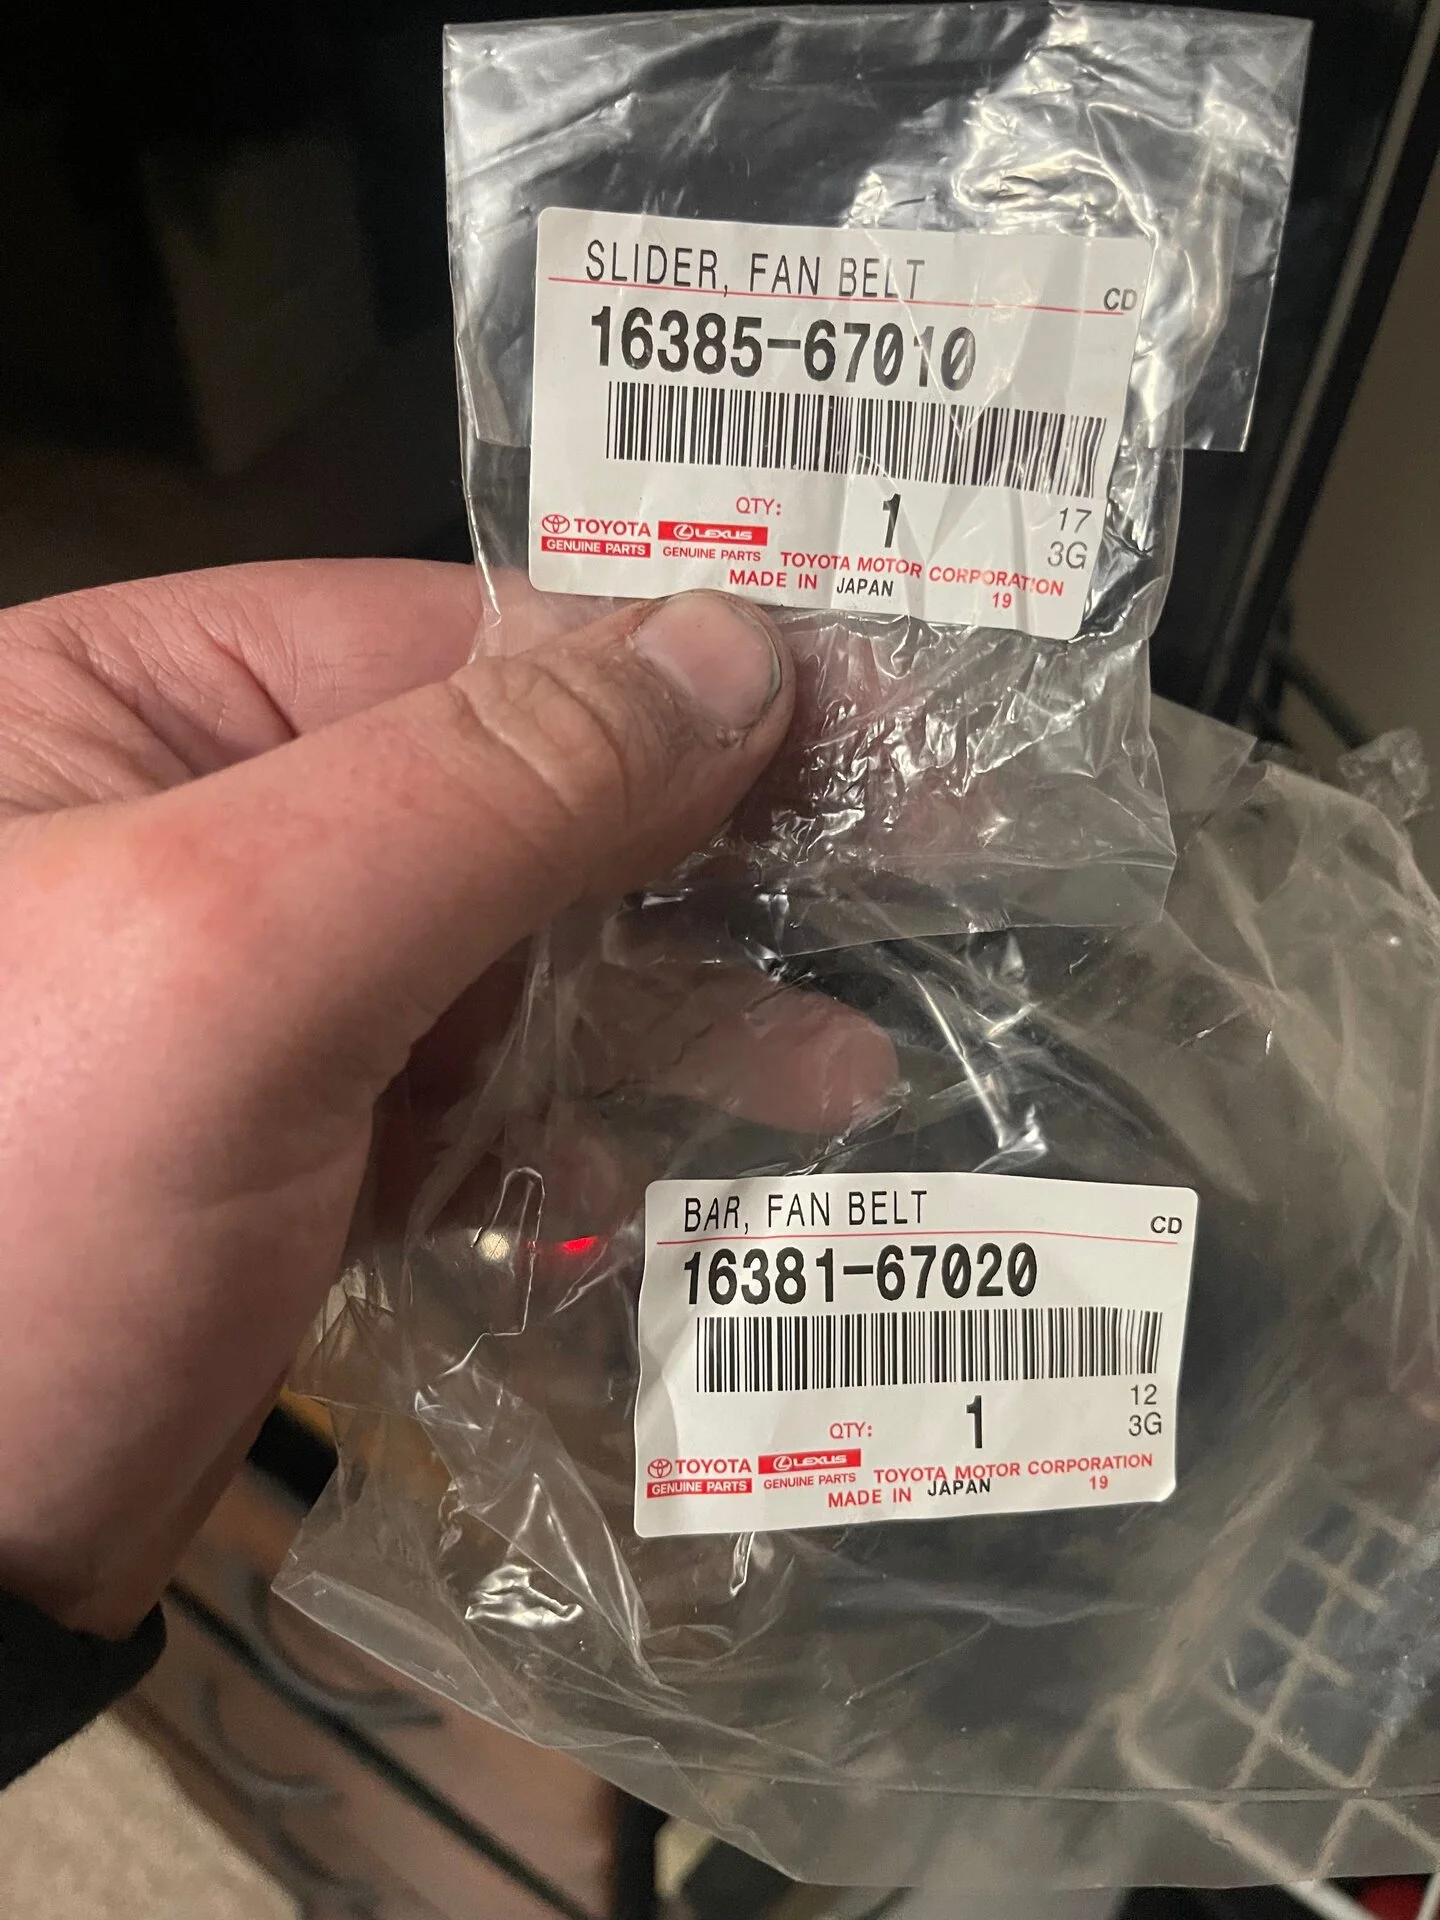 SLIDER, FAN BELT
CD
16385-67010
QTY: 1 17
3G
TOYOTA LEXUS
GENUINE PARTS GENUINE PARTS TOYOTA MOTOR CORPORATION
MADE IN JAPAN 19
BAR, FAN BELT
CD
16381-67020
QTY: 1 12
3G
TOYOTA LEXUS
GENUINE PARTS GENUINE PARTS TOYOTA MOTOR CORPORATION
MADE IN JAPAN 19